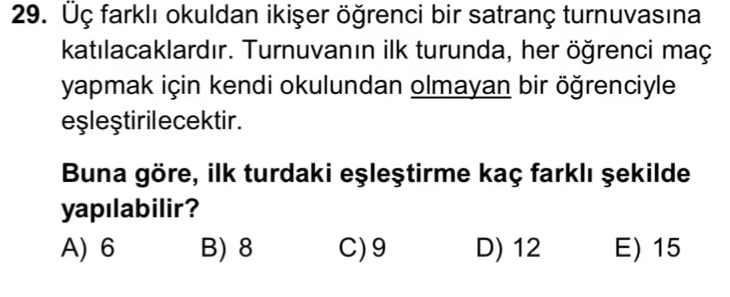 29. Üç farklı okuldan ikişer öğrenci bir satranç turnuvasına
katılacaklardır. Turnuvanın ilk turunda, her öğrenci maç
yapmak için kendi okulundan olmayan bir öğrenciyle
eşleştirilecektir.
Buna göre, ilk turdaki eşleştirme kaç farklı şekilde
yapılabilir?
A) 6 B) 8 C) 9 D) 12 E) 15